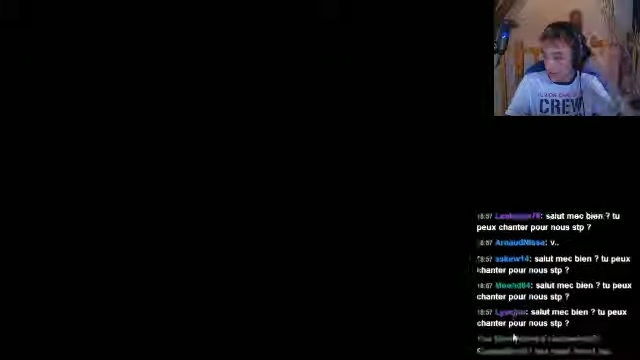 CREW
18:57 : salut mec bien ? tu
peux chanter pour nous stp ?
18:57 ArnaudNissa: v..
18:57 askew14: salut mec bien ? tu peux
chanter pour nous stp ?
18:57 : salut mec bien ? tu peux
chanter pour nous stp ?
18:57 : salut mec bien ? tu peux
chanter pour nous stp ?